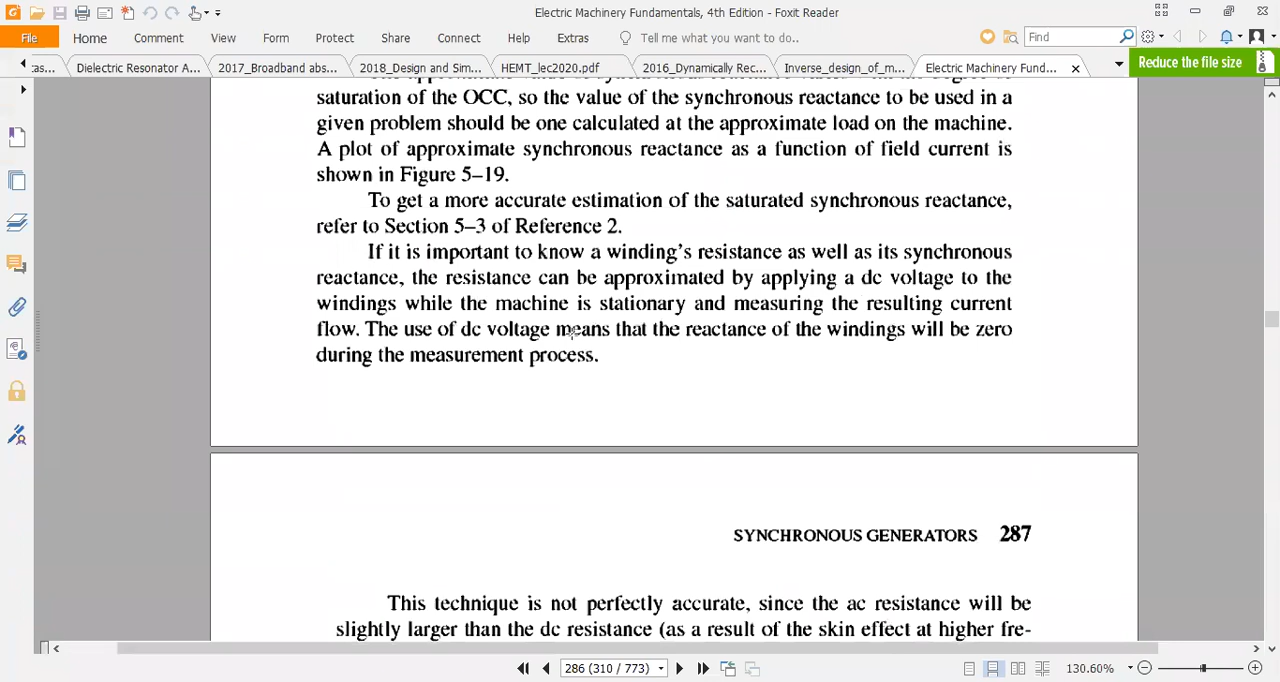 Electric Machinery Fundamentals, 4th Edition - Foxit Reader
File Home Comment View Form Protect Share Connect Help Extras Tell me what you want to do.. Find
...tas... Dielectric Resonator A... 2017_Broadband abs... 2018_Design and Sim... HEMT_lec2020.pdf 2016_Dynamically Rec... Inverse_design_of_m... Electric Machinery Fund... Reduce the file size
saturation of the OCC, so the value of the synchronous reactance to be used in a
given problem should be one calculated at the approximate load on the machine.
A plot of approximate synchronous reactance as a function of field current is
shown in Figure 5–19.
To get a more accurate estimation of the saturated synchronous reactance,
refer to Section 5–3 of Reference 2.
If it is important to know a winding's resistance as well as its synchronous
reactance, the resistance can be approximated by applying a dc voltage to the
windings while the machine is stationary and measuring the resulting current
flow. The use of dc voltage means that the reactance of the windings will be zero
during the measurement process.
SYNCHRONOUS GENERATORS 287
This technique is not perfectly accurate, since the ac resistance will be
slightly larger than the dc resistance (as a result of the skin effect at higher fre-
286 (310 / 773) 130.60%